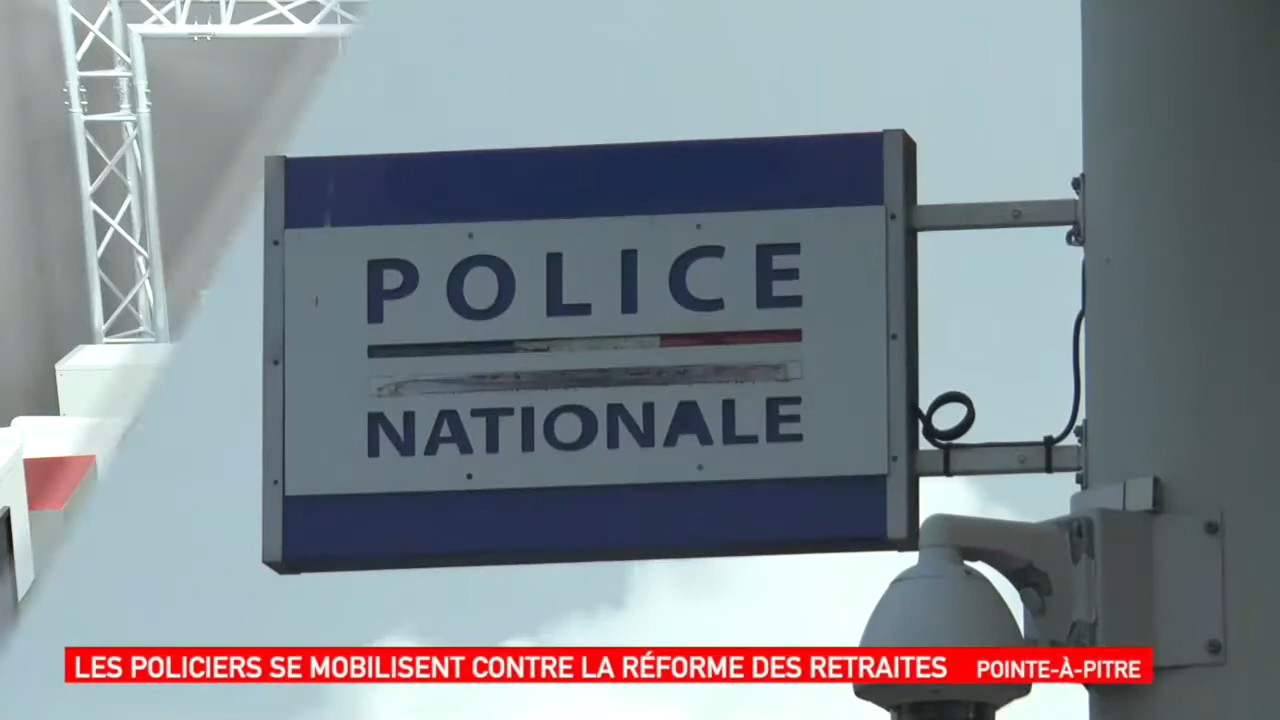 POLICE
NATIONALE
LES POLICIERS SE MOBILISENT CONTRE LA RÉFORME DES RETRAITES POINTE-À-PITRE